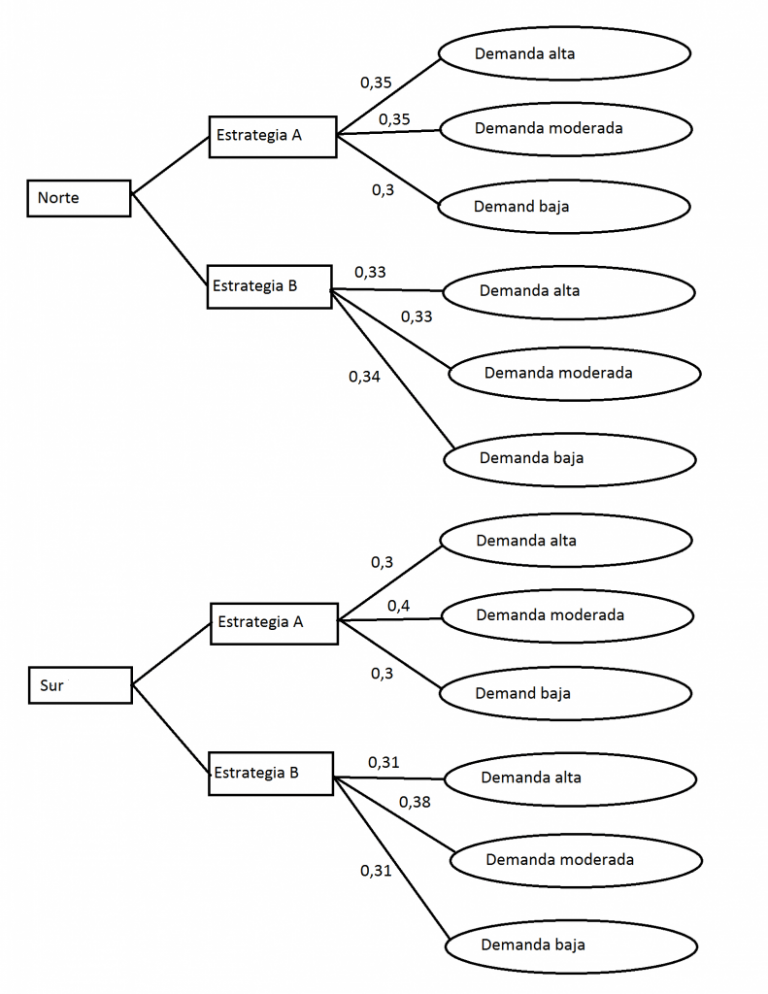 Demanda alta
0,35
0,35
Demanda moderada
Estrategia A
0,3
Norte
Demand baja
0,33
Estrategia B
Demanda alta
0,33
Demanda moderada
0,34
Demanda baja
Demanda alta
0,3
0,4
Demanda moderada
Estrategia A
0,3
Sur
Demand baja
0,31
Estrategia B
Demanda alta
0,38
Demanda moderada
0,31
Demanda baja